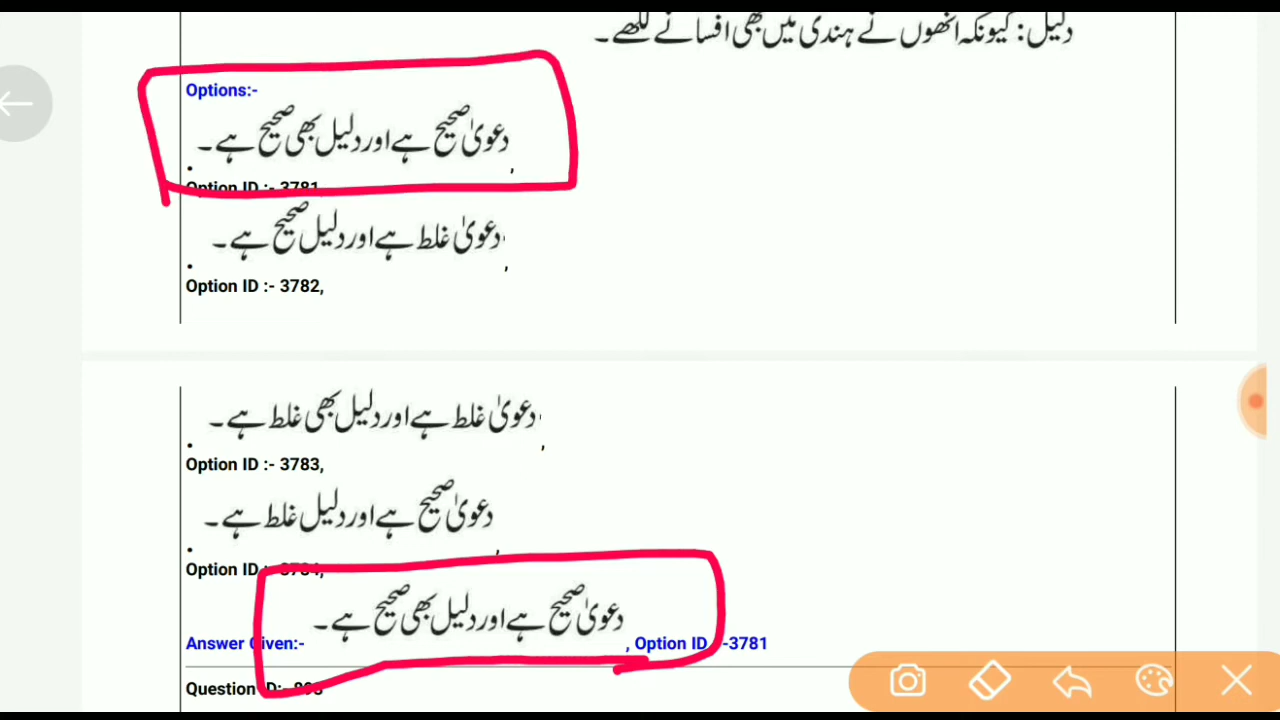 دلیل: کیونکہ انھوں نے ہندی میں بھی افسانے لکھے۔
Options:-
دعویٰ صحیح ہے اور دلیل بھی صحیح ہے۔
Option ID :- 3781,
دعویٰ غلط ہے اور دلیل صحیح ہے۔
Option ID :- 3782,
دعویٰ غلط ہے اور دلیل بھی غلط ہے۔
Option ID :- 3783,
دعویٰ صحیح ہے اور دلیل غلط ہے۔
Option ID :- 3784,
دعویٰ صحیح ہے اور دلیل بھی صحیح ہے۔
Answer Given:- , Option ID :-3781
Question ID:-